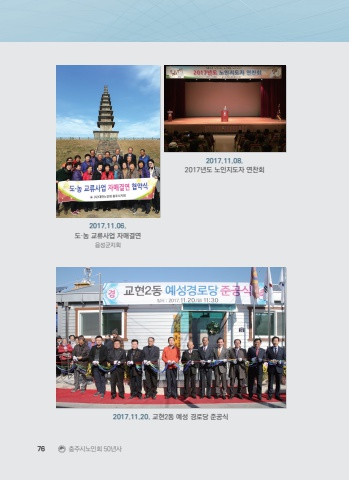 2017년도 노인지도자 연찬회
도·농 교류사업 자매결연 협약식
2017.11.08.
2017년도 노인지도자 연찬회
2017.11.06.
도·농 교류사업 자매결연
음성군지회
교현2동 예성경로당 준공식
일시 : 2017.11.20.(월) 11:30
2017.11.20. 교현2동 예성 경로당 준공식
76 충주시노인회 50년사